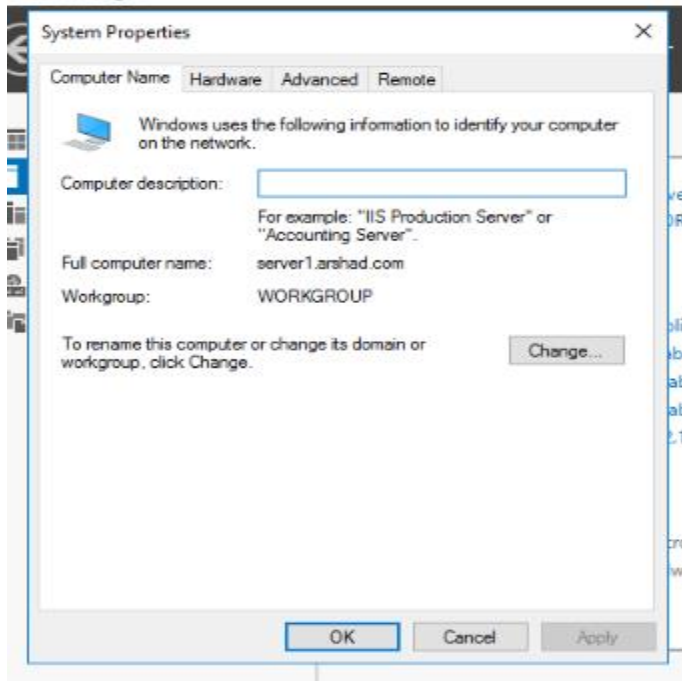 System Properties
Computer Name Hardware Advanced Remote
Windows uses the following information to identify your computer
on the network.
Computer description:
For example: "IIS Production Server" or
"Accounting Server".
Full computer name: server1.arshad.com
Workgroup: WORKGROUP
To rename this computer or change its domain or
workgroup, click Change.
Change...
OK Cancel Apply